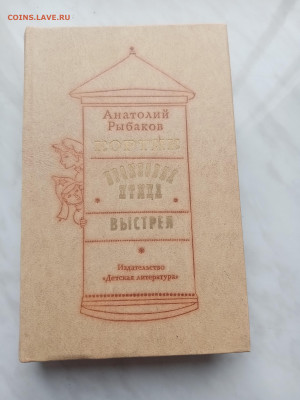 COINS.LAVE.RU
Анатолий
Рыбаков
КОРТИК
БРОНЗОВАЯ
ПТИЦА
ВЫСТРЕЛ
Издательство
«Детская литература»